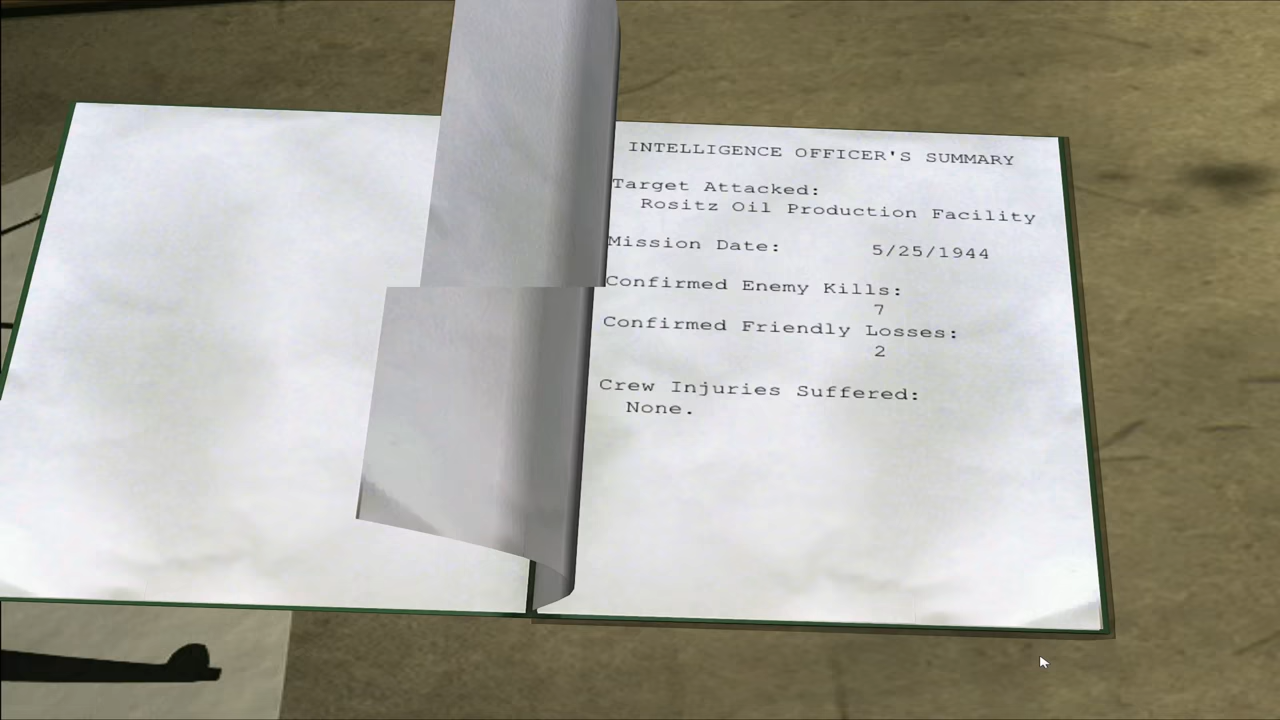 INTELLIGENCE OFFICER'S SUMMARY
Target Attacked:
Rositz Oil Production Facility
Mission Date: 5/25/1944
Confirmed Enemy Kills:
7
Confirmed Friendly Losses:
2
Crew Injuries Suffered:
None.